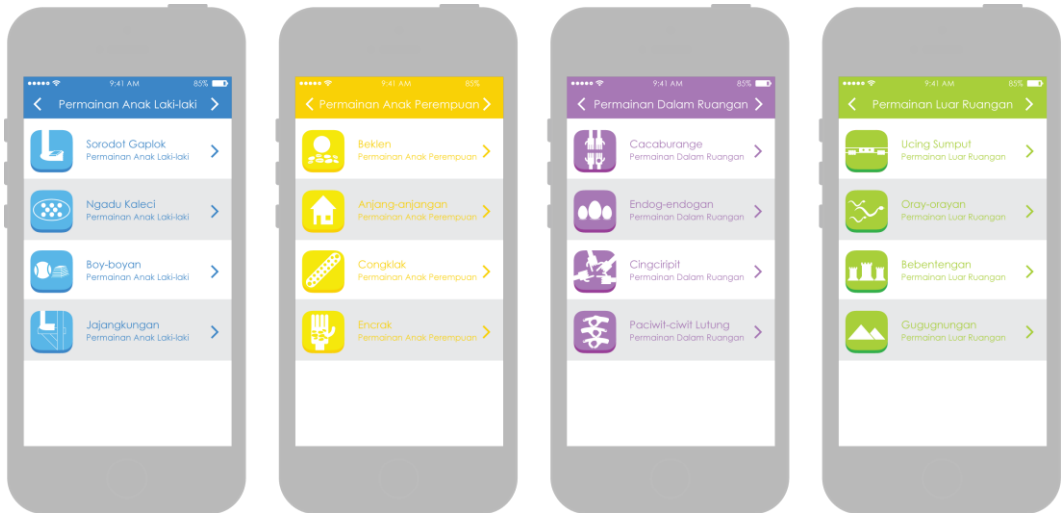 9:41 AM 85%
Permainan Anak Laki-laki
Sorodot Gaplok
Permainan Anak Laki-laki
Ngadu Kaleci
Permainan Anak Laki-laki
Boy-boyan
Permainan Anak Laki-laki
Jajangkungan
Permainan Anak Laki-laki
9:41 AM 85%
Permainan Anak Perempuan
Beklen
Permainan Anak Perempuan
Anjang-anjangan
Permainan Anak Perempuan
Congklak
Permainan Anak Perempuan
Encrak
Permainan Anak Perempuan
9:41 AM 85%
Permainan Dalam Ruangan
Cacaburange
Permainan Dalam Ruangan
Endog-endogan
Permainan Dalam Ruangan
Cingciripit
Permainan Dalam Ruangan
Paciwit-ciwit Lutung
Permainan Dalam Ruangan
9:41 AM 85%
Permainan Luar Ruangan
Ucing Sumput
Permainan Luar Ruangan
Oray-orayan
Permainan Luar Ruangan
Bebentengan
Permainan Luar Ruangan
Gugugnungan
Permainan Luar Ruangan